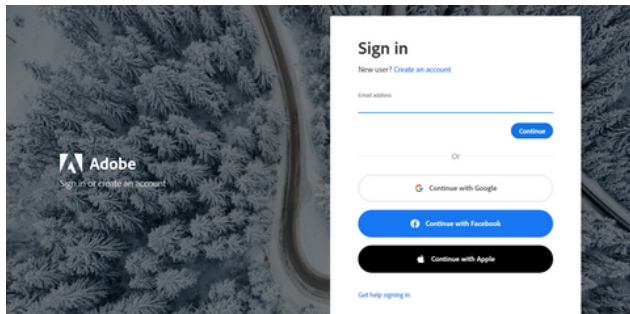 Adobe
Sign in or create an account
Sign in
New user? Create an account
Email address
Continue
Or
Continue with Google
Continue with Facebook
Continue with Apple
Get help signing in